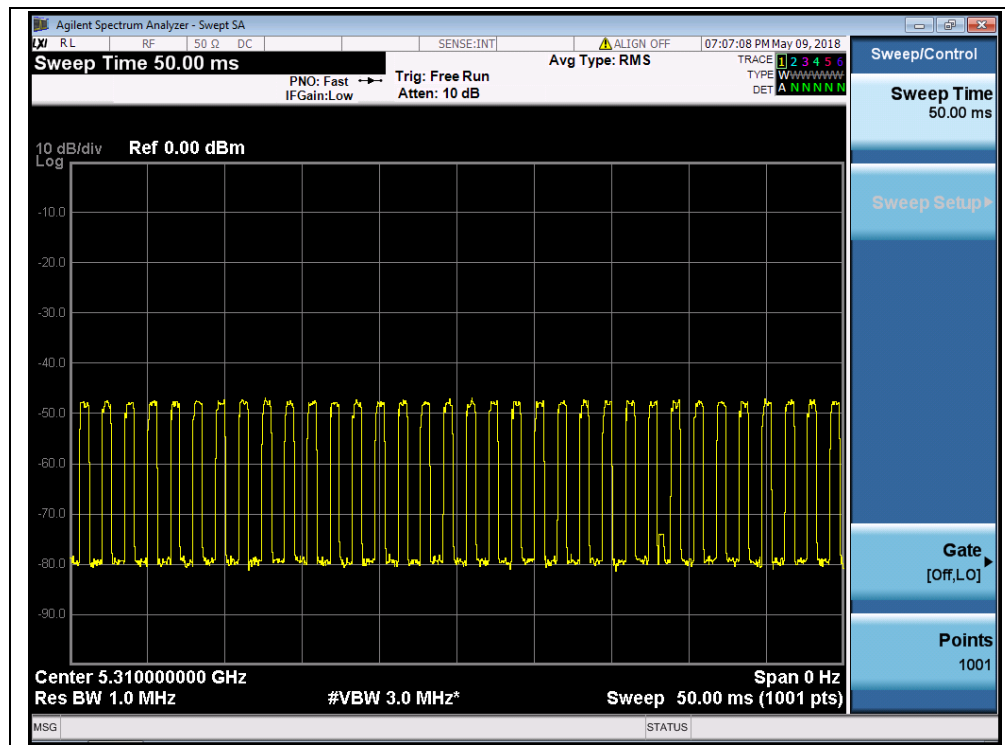 Agilent Spectrum Analyzer - Swept SA
LXI RL RF 50 Ω DC SENSE:INT ALIGN OFF 07:07:08 PM May 09, 2018
Sweep Time 50.00 ms
Avg Type: RMS
TRACE 1 2 3 4 5 6
TYPE WWWWWW
DET A N N N N N
PNO: Fast
IFGain:Low
Trig: Free Run
Atten: 10 dB
10 dB/div Ref 0.00 dBm
Log
-10.0
-20.0
-30.0
-40.0
-50.0
-60.0
-70.0
-80.0
-90.0
Center 5.310000000 GHz Span 0 Hz
Res BW 1.0 MHz #VBW 3.0 MHz* Sweep 50.00 ms (1001 pts)
MSG STATUS
Sweep/Control
Sweep Time
50.00 ms
Sweep Setup
Gate
[Off,LO]
Points
1001